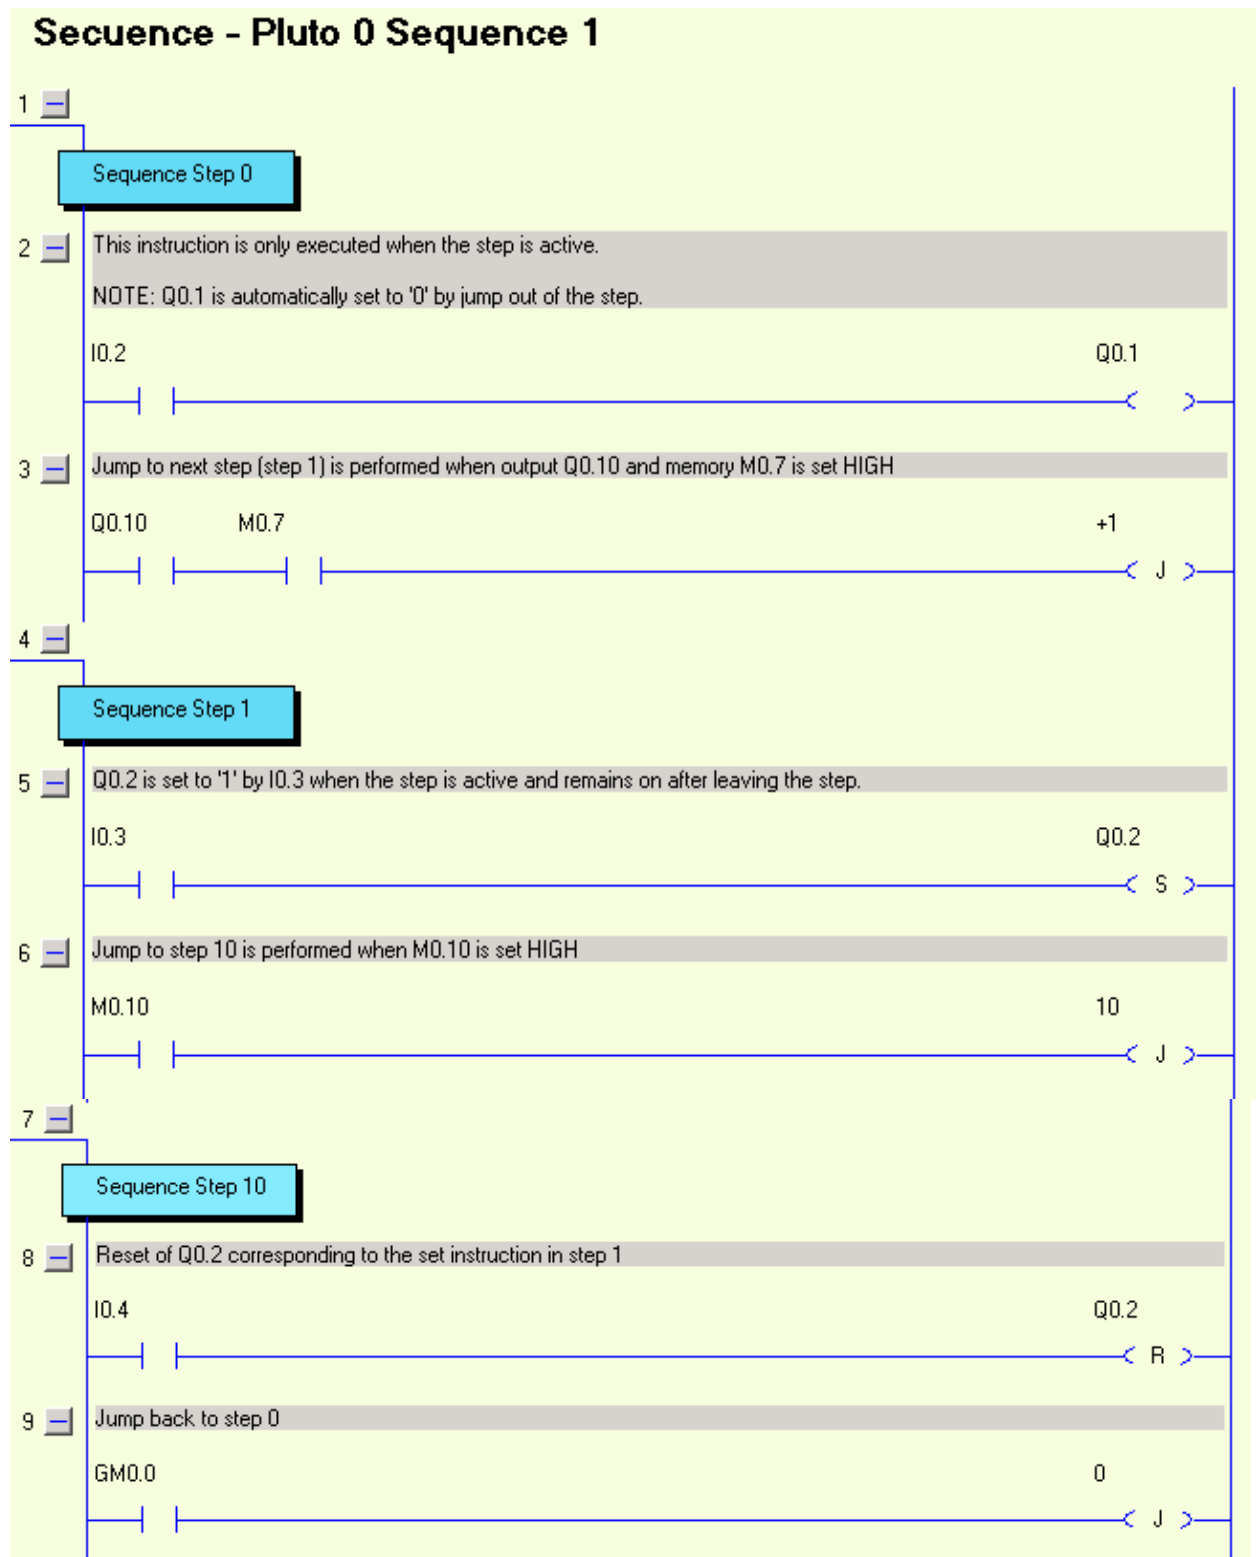 Secuence - Pluto 0 Sequence 1
1
Sequence Step 0
2 This instruction is only executed when the step is active.
NOTE: Q0.1 is automatically set to '0' by jump out of the step.
I0.2 Q0.1
3 Jump to next step (step 1) is performed when output Q0.10 and memory M0.7 is set HIGH
Q0.10 M0.7 +1
J
4
Sequence Step 1
5 Q0.2 is set to '1' by I0.3 when the step is active and remains on after leaving the step.
I0.3 Q0.2
S
6 Jump to step 10 is performed when M0.10 is set HIGH
M0.10 10
J
7
Sequence Step 10
8 Reset of Q0.2 corresponding to the set instruction in step 1
I0.4 Q0.2
R
9 Jump back to step 0
GM0.0 0
J